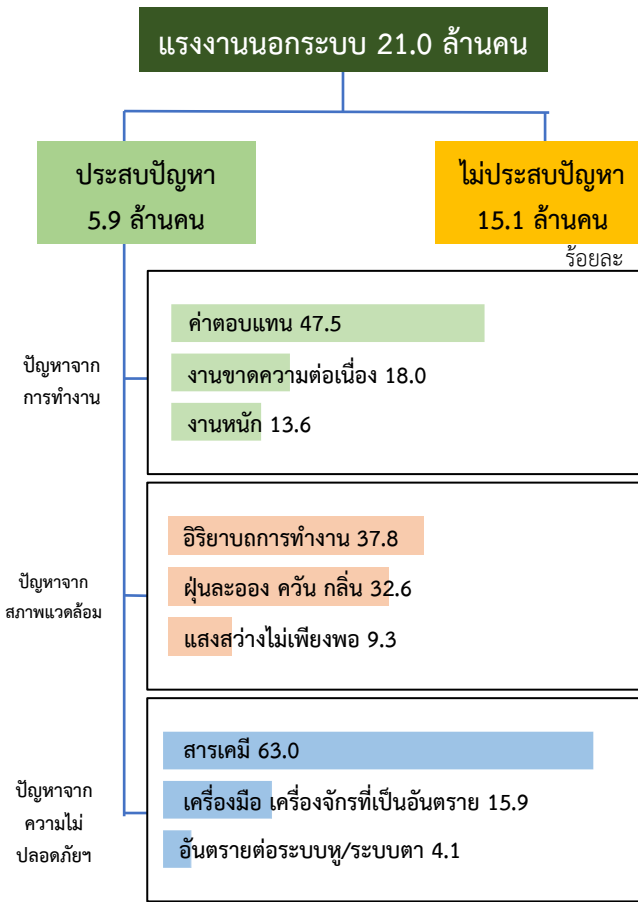 แรงงานนอกระบบ 21.0 ล้านคน
ประสบปัญหา
5.9 ล้านคน
ไม่ประสบปัญหา
15.1 ล้านคน
ร้อยละ
ปัญหาจาก
การทำงาน
ค่าตอบแทน 47.5
งานขาดความต่อเนื่อง 18.0
งานหนัก 13.6
ปัญหาจาก
สภาพแวดล้อม
อิริยาบถการทำงาน 37.8
ฝุ่นละออง ควัน กลิ่น 32.6
แสงสว่างไม่เพียงพอ 9.3
ปัญหาจาก
ความไม่
ปลอดภัยฯ
สารเคมี 63.0
เครื่องมือ เครื่องจักรที่เป็นอันตราย 15.9
อันตรายต่อระบบหู/ระบบตา 4.1